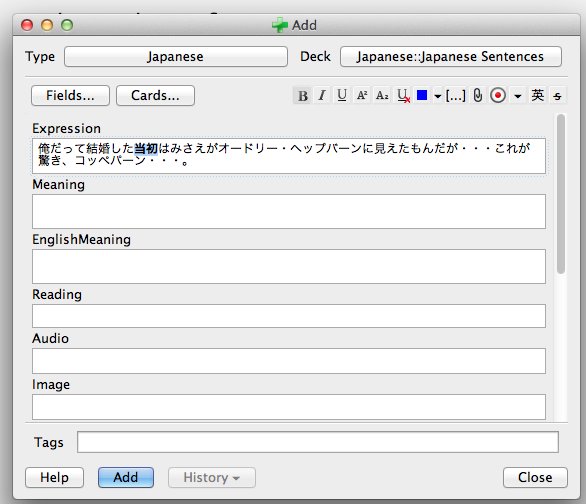 Add
Type Japanese Deck Japanese::Japanese Sentences
Fields... Cards... B I U A² A₂ U [...] 英 s
Expression
俺だって結婚した当初はみさえがオードリー・ヘップバーンに見えたもんだが・・・これが
驚き、コッペパーン・・・。
Meaning
EnglishMeaning
Reading
Audio
Image
Tags
Help Add History Close